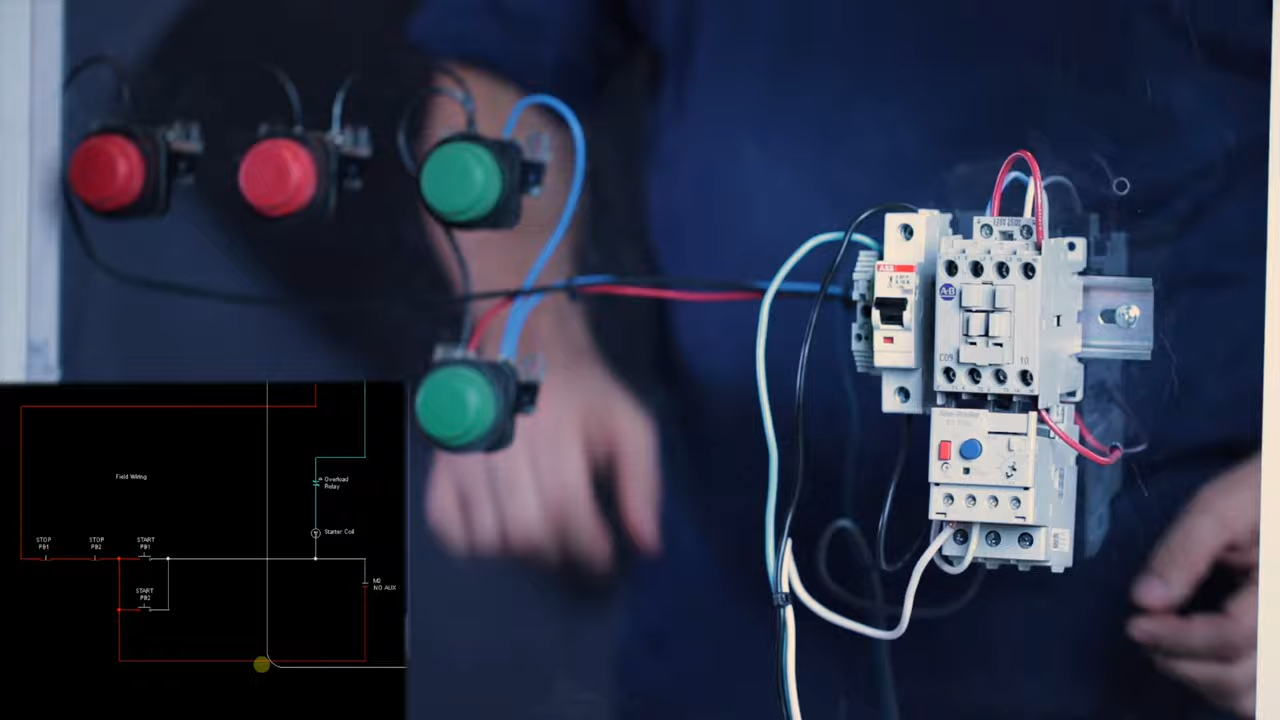 ABB
A-B
C09
10
Field Wiring
Overload
Relay
STOP
PB1
STOP
PB2
START
PB1
Starter Coil
M2
NO AUX
START
PB2